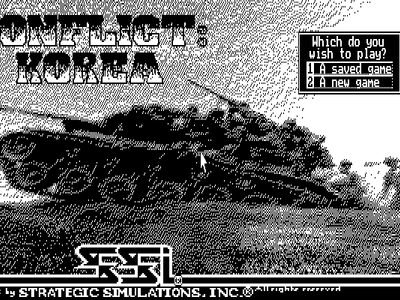 ONFLICT:
KOREA
Which do you
wish to play?
1 A saved game
2 A new game
SSI®
by STRATEGIC SIMULATIONS, INC.® All rights reserved